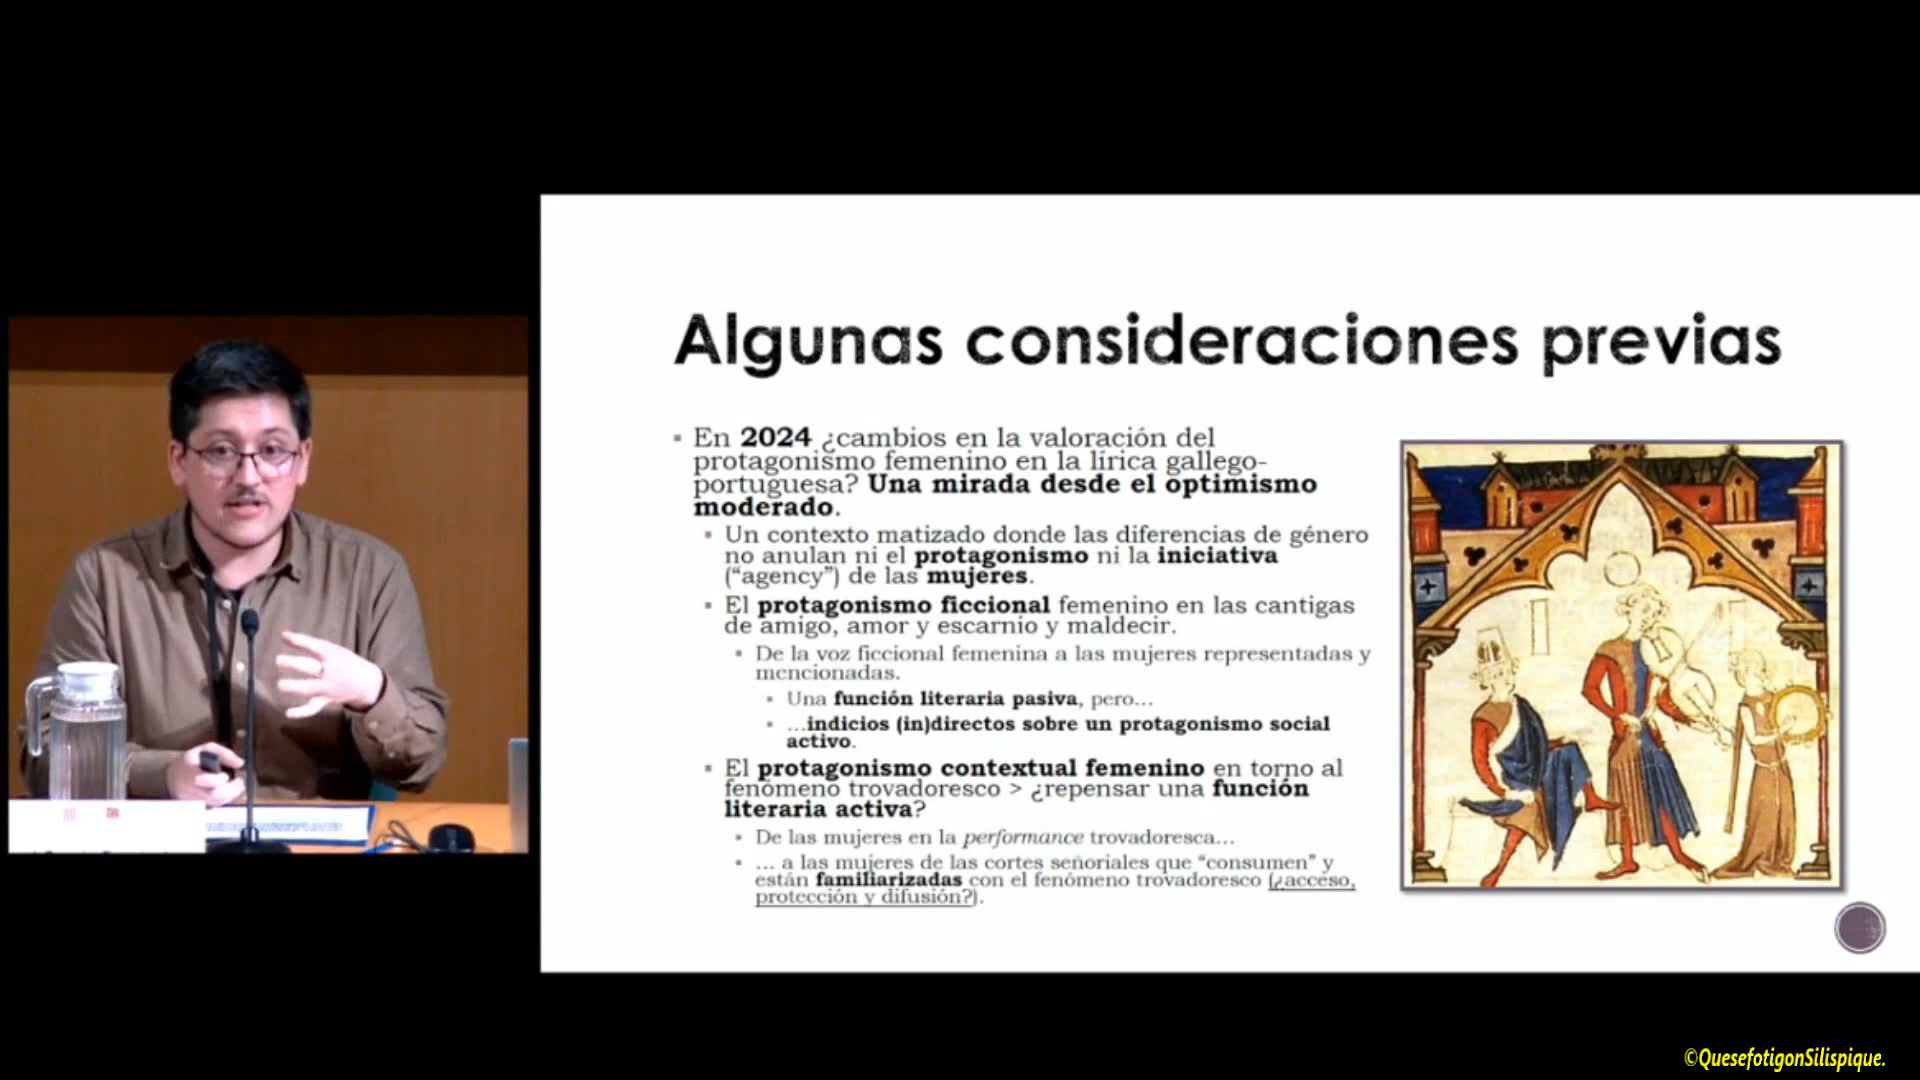 Algunas consideraciones previas
En 2024 ¿cambios en la valoración del
protagonismo femenino en la lírica gallego-
portuguesa? Una mirada desde el optimismo
moderado.
Un contexto matizado donde las diferencias de género
no anulan ni el protagonismo ni la iniciativa
(“agency”) de las mujeres.
El protagonismo ficcional femenino en las cantigas
de amigo, amor y escarnio y maldecir.
De la voz ficcional femenina a las mujeres representadas y
mencionadas.
Una función literaria pasiva, pero...
...indicios (in)directos sobre un protagonismo social
activo.
El protagonismo contextual femenino en torno al
fenómeno trovadoresco > ¿repensar una función
literaria activa?
De las mujeres en la performance trovadoresca...
... a las mujeres de las cortes señoriales que “consumen” y
están familiarizadas con el fenómeno trovadoresco (¿acceso,
protección y difusión?).
©QuesefotigonSilispique.